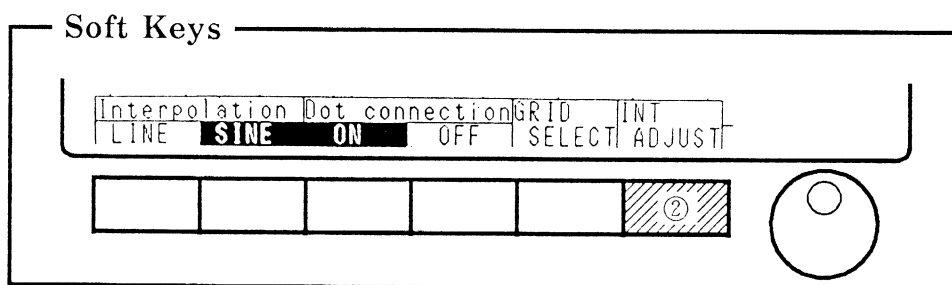 Soft Keys
Interpolation Dot connection GRID INT
LINE SINE ON OFF SELECT ADJUST
②